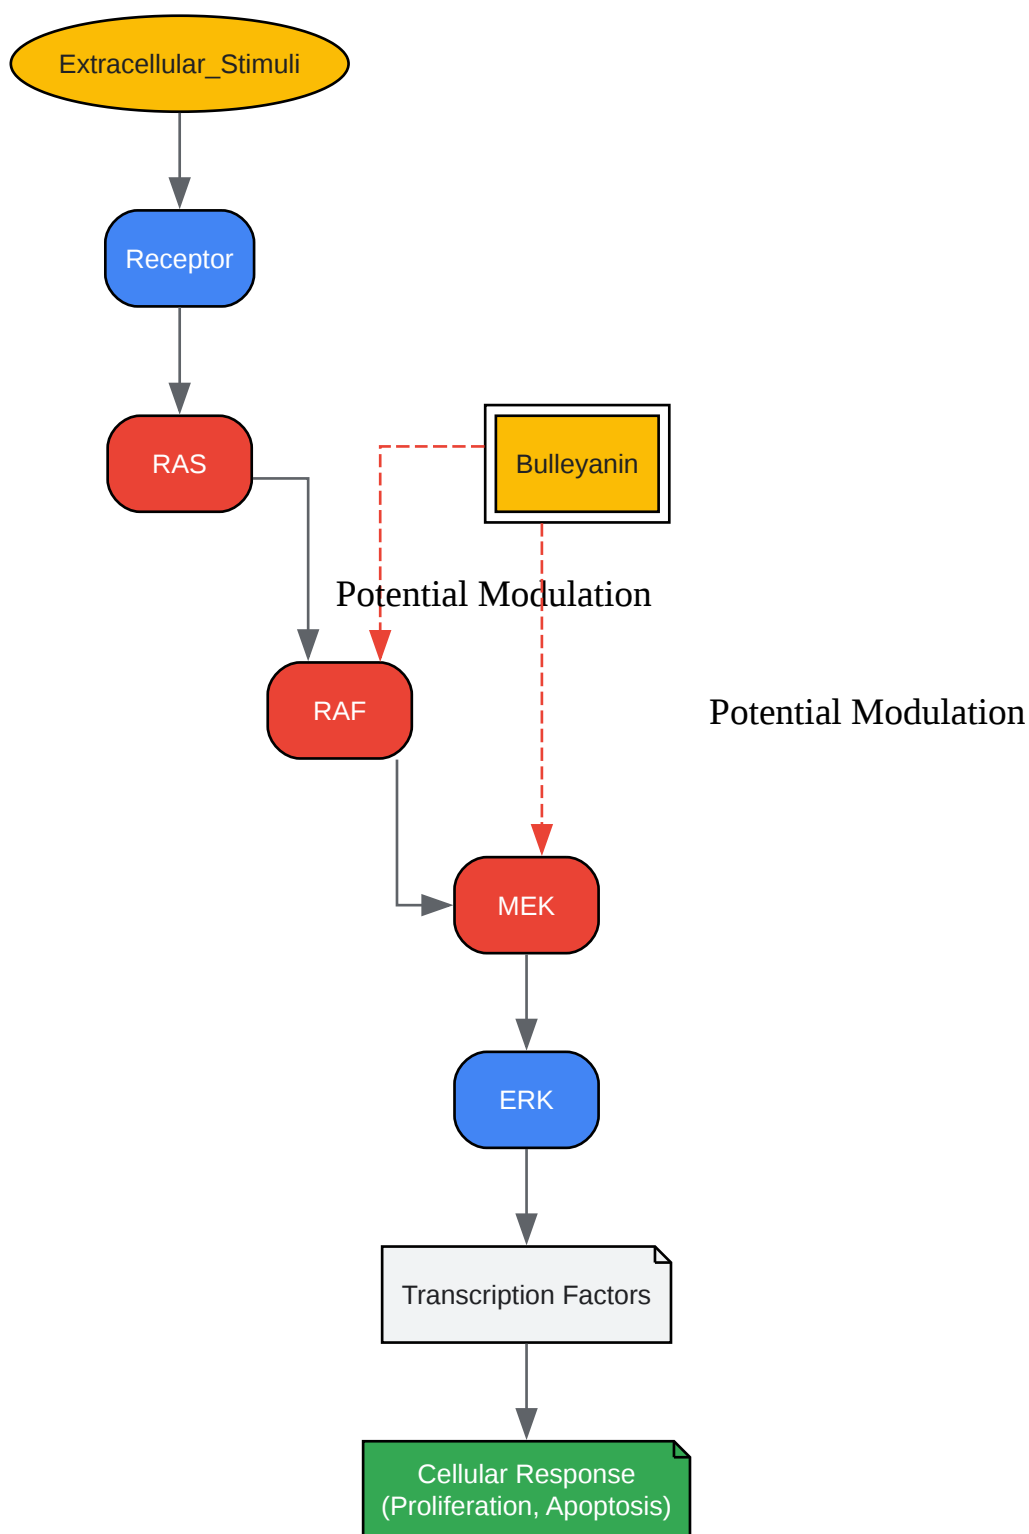 Extracellular_Stimuli
Receptor
RAS
Bulleyanin
Potential Modulation
RAF
Potential Modulation
MEK
ERK
Transcription Factors
Cellular Response
(Proliferation, Apoptosis)